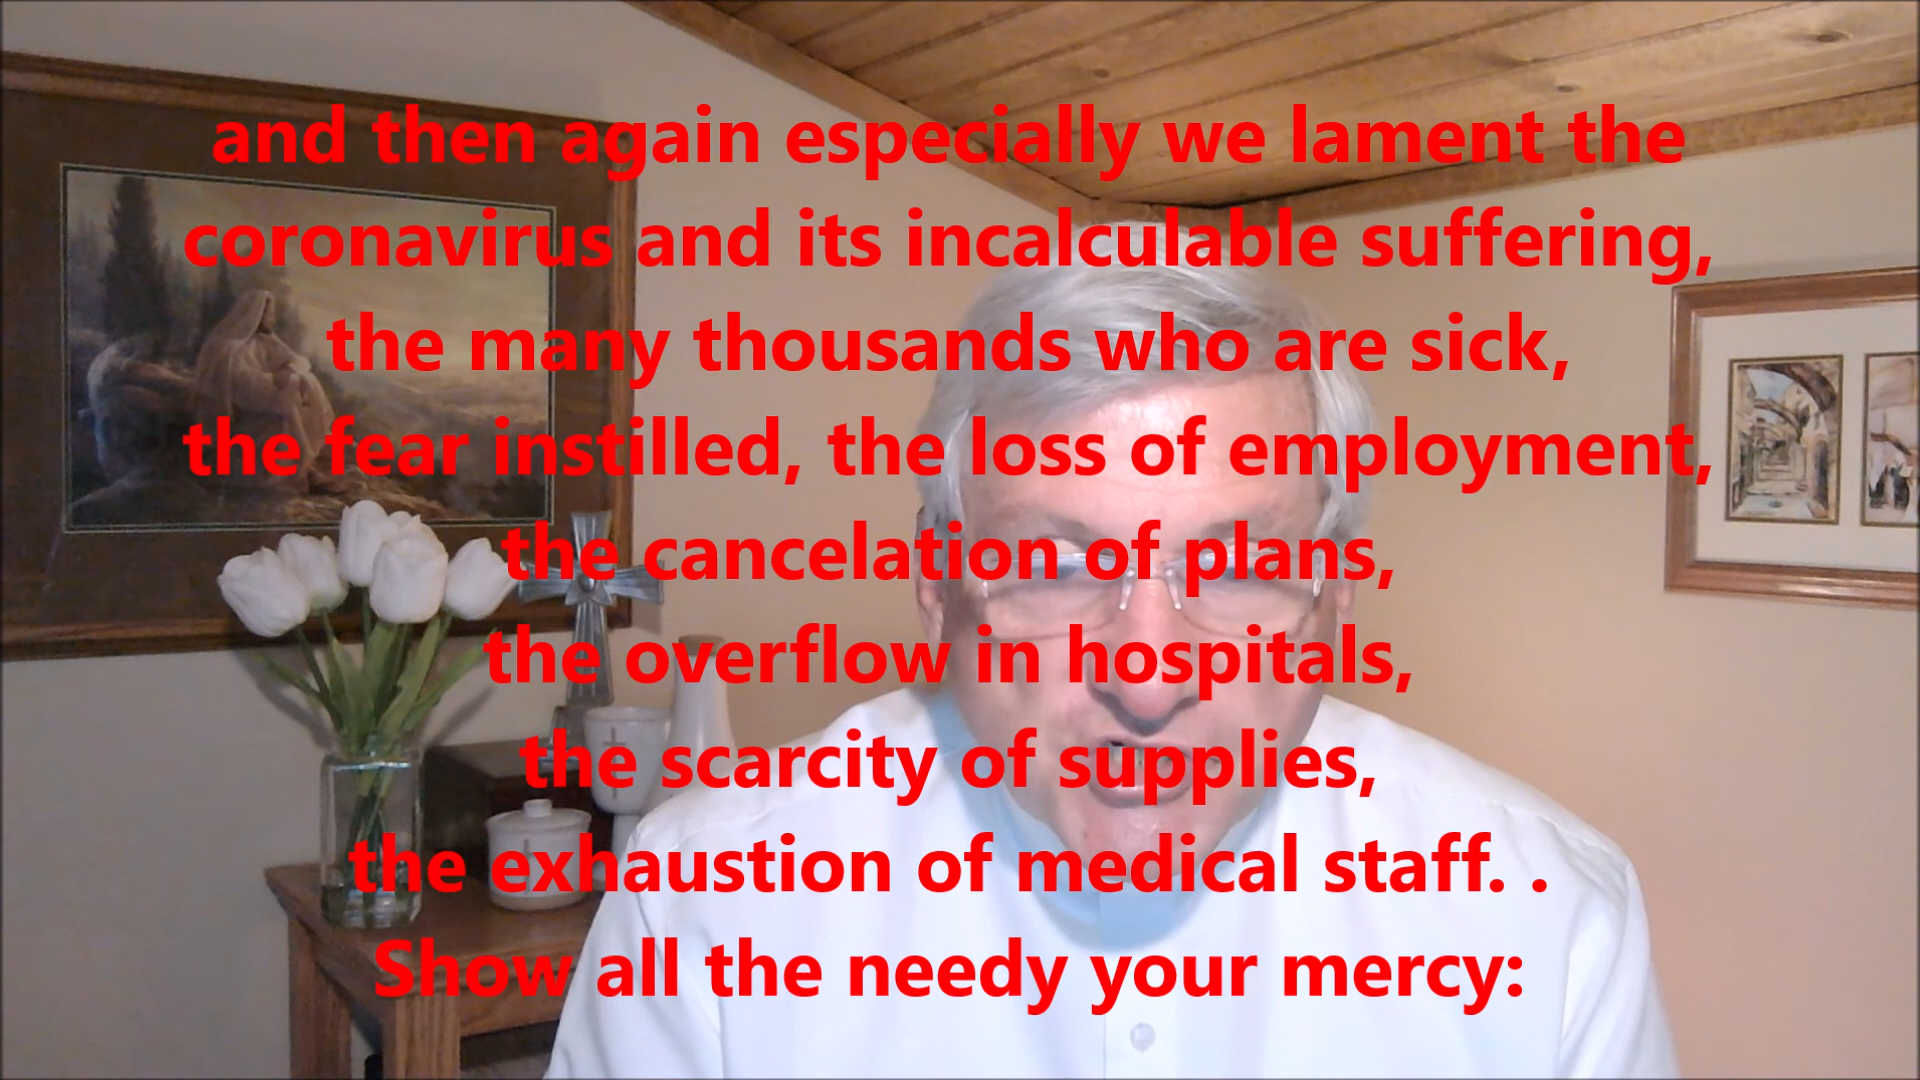 and then again especially we lament the
coronavirus and its incalculable suffering,
the many thousands who are sick,
the fear instilled, the loss of employment,
the cancelation of plans,
the overflow in hospitals,
the scarcity of supplies,
the exhaustion of medical staff. .
Show all the needy your mercy: